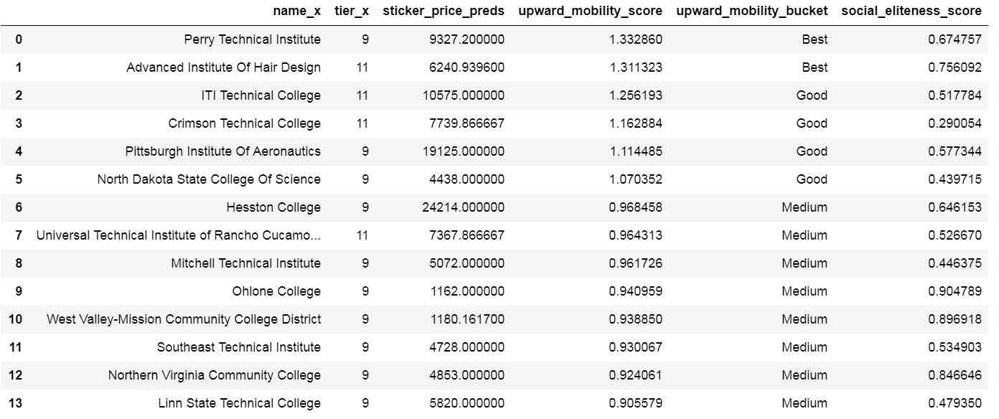 name_x tier_x sticker_price_preds upward_mobility_score upward_mobility_bucket social_eliteness_score
0 Perry Technical Institute 9 9327.200000 1.332860 Best 0.674757
1 Advanced Institute Of Hair Design 11 6240.939600 1.311323 Best 0.756092
2 ITI Technical College 11 10575.000000 1.256193 Good 0.517784
3 Crimson Technical College 11 7739.866667 1.162884 Good 0.290054
4 Pittsburgh Institute Of Aeronautics 9 19125.000000 1.114485 Good 0.577344
5 North Dakota State College Of Science 9 4438.000000 1.070352 Good 0.439715
6 Hesston College 9 24214.000000 0.968458 Medium 0.646153
7 Universal Technical Institute of Rancho Cucamo... 11 7367.866667 0.964313 Medium 0.526670
8 Mitchell Technical Institute 9 5072.000000 0.961726 Medium 0.446375
9 Ohlone College 9 1162.000000 0.940959 Medium 0.904789
10 West Valley-Mission Community College District 9 1180.161700 0.938850 Medium 0.896918
11 Southeast Technical Institute 9 4728.000000 0.930067 Medium 0.534903
12 Northern Virginia Community College 9 4853.000000 0.924061 Medium 0.846646
13 Linn State Technical College 9 5820.000000 0.905579 Medium 0.479350